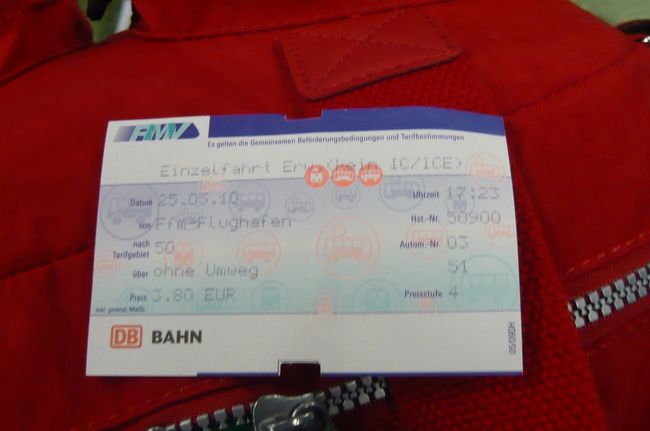 RMV
Es gelten die Gemeinsamen Beförderungsbedingungen und Tarifbestimmungen
Einzelfahrt Erw (kein IC/ICE)
Datum 25.05.10 Uhrzeit 17:23
von Ffm-Flughafen Hst.-Nr. 50900
nach Tarifgebiet 50 Autom.-Nr. 03
über ohne Umweg 51
Preis 3.80 EUR Preisstufe 4
inkl. gesetzl. MwSt.
DB BAHN